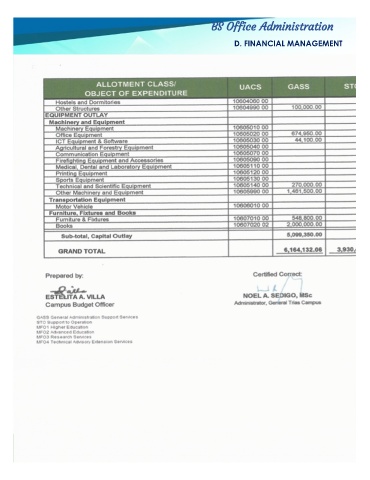 BS Office Administration
D. FINANCIAL MANAGEMENT
ALLOTMENT CLASS/ OBJECT OF EXPENDITURE UACS GASS
Hostels and Dormitories 10604060 00
Other Structures 10604990 00 100,000.00
EQUIPMENT OUTLAY
Machinery and Equipment
Machinery Equipment 10605010 00
Office Equipment 10605020 00 674,950.00
ICT Equipment & Software 10605030 00 44,100.00
Agricultural and Forestry Equipment 10605040 00
Communication Equipment 10605070 00
Firefighting Equipment and Accessories 10605090 00
Medical, Dental and Laboratory Equipment 10605110 00
Printing Equipment 10605120 00
Sports Equipment 10605130 00
Technical and Scientific Equipment 10605140 00 270,000.00
Other Machinery and Equipment 10605990 00 1,461,500.00
Transportation Equipment
Motor Vehicle 10606010 00
Furniture, Fixtures and Books
Furniture & Fixtures 10607010 00 548,800.00
Books 10607020 02 2,000,000.00
Sub-total, Capital Outlay 5,099,350.00
GRAND TOTAL 6,164,132.06 3,930,
Prepared by: Certified Correct:
ESTELITA A. VILLA NOEL A. SEDIGO, MSc
Campus Budget Officer Administrator, General Trias Campus
GASS General Administration Support Services
STO Support to Operation
MFO1 Higher Education
MFO2 Advanced Education
MFO3 Research Services
MFO4 Technical Advisory Extension Services